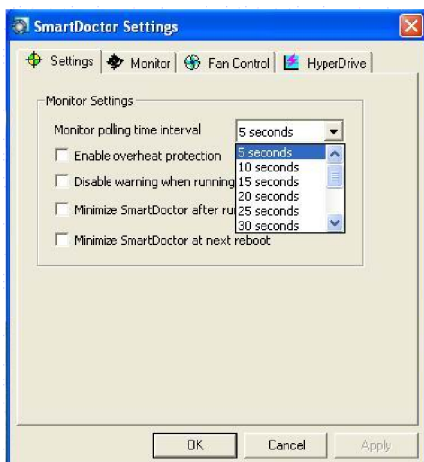 SmartDoctor Settings
Settings Monitor Fan Control HyperDrive
Monitor Settings
Monitor polling time interval 5 seconds
5 seconds
Enable overheat protection
10 seconds
Disable warning when running 15 seconds
20 seconds
Minimize SmartDoctor after ru 25 seconds
30 seconds
Minimize SmartDoctor at next reboot
OK Cancel Apply